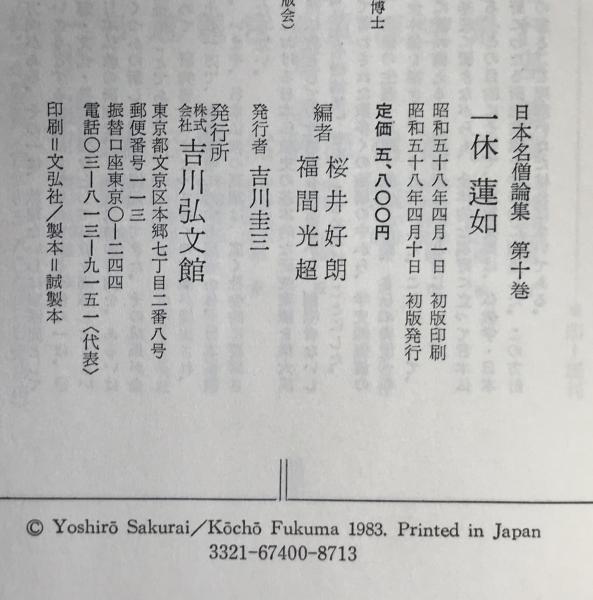 博士
版会)
日本名僧論集 第十巻
一休 蓮如
昭和五十八年四月一日 初版印刷
昭和五十八年四月十日 初版発行
定価 五、八〇〇円
編者 桜井好朗
福間光超
発行者 吉川圭三
発行所
株式会社 吉川弘文館
東京都文京区本郷七丁目二番八号
郵便番号一一三
振替口座東京〇―二四四
電話〇三―八一三―九一五一〈代表〉
印刷=文弘社/製本=誠製本
© Yoshirō Sakurai/Kōchō Fukuma 1983. Printed in Japan
3321-67400-8713